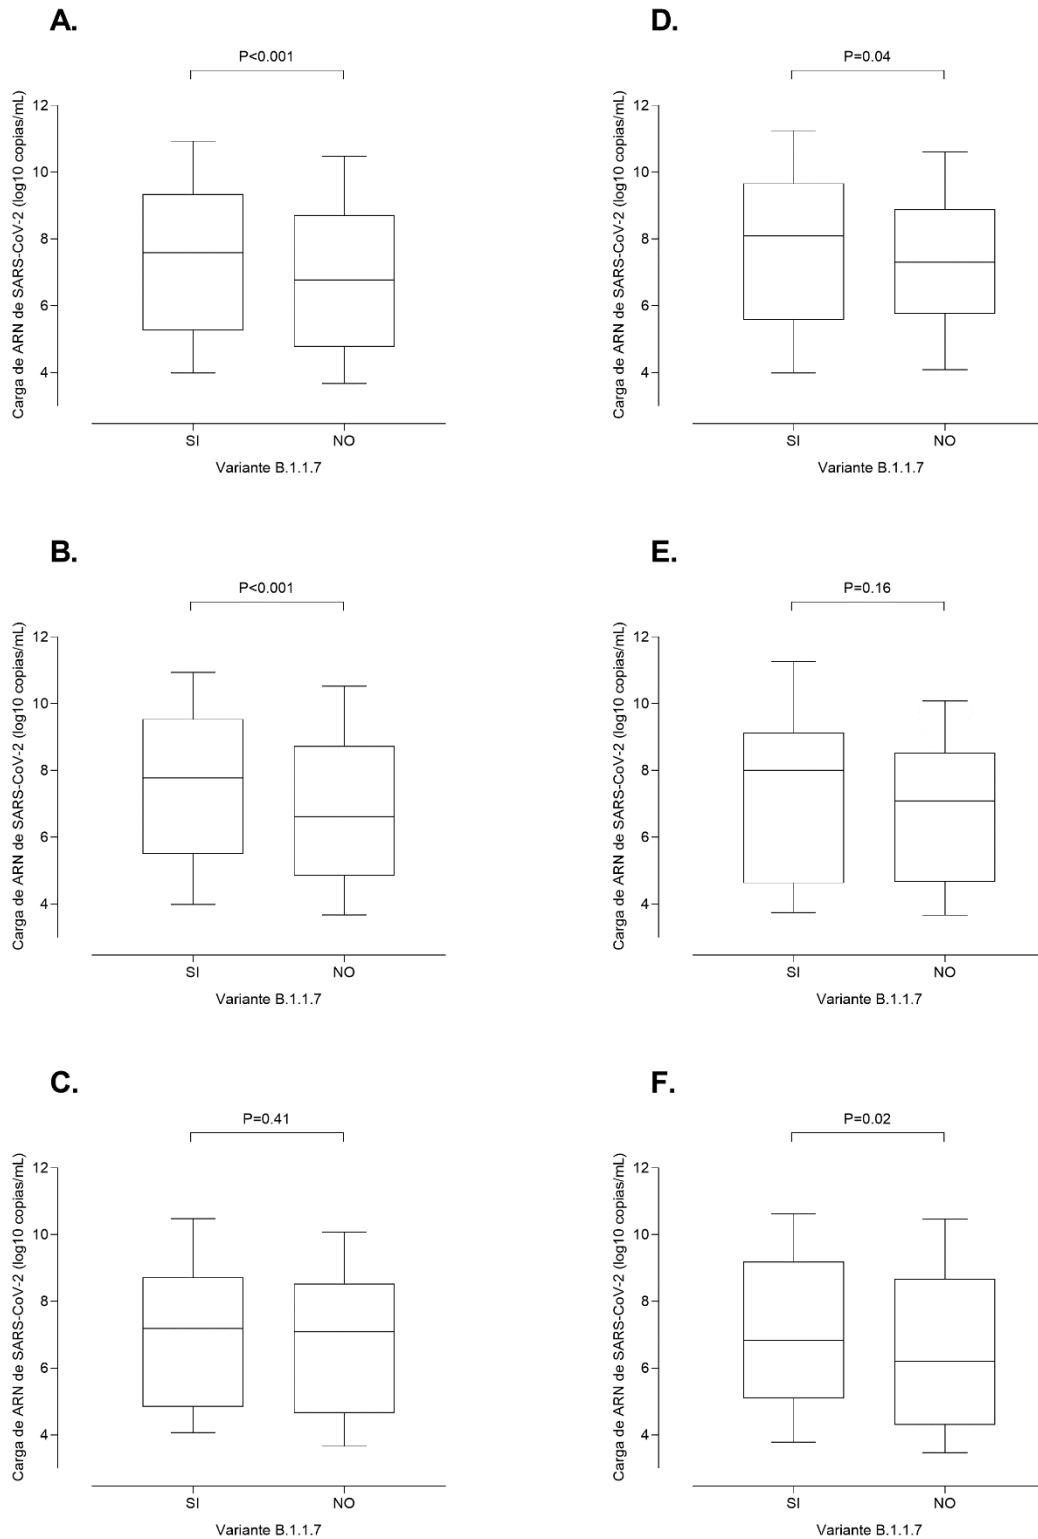 A.
P<0.001
Carga de ARN de SARS-CoV-2 (log10 copias/mL)
12
10
8
6
4
SI
NO
Variante B.1.1.7
D.
P=0.04
Carga de ARN de SARS-CoV-2 (log10 copias/mL)
12
10
8
6
4
SI
NO
Variante B.1.1.7
B.
P<0.001
Carga de ARN de SARS-CoV-2 (log10 copias/mL)
12
10
8
6
4
SI
NO
Variante B.1.1.7
E.
P=0.16
Carga de ARN de SARS-CoV-2 (log10 copias/mL)
12
10
8
6
4
SI
NO
Variante B.1.1.7
C.
P=0.41
Carga de ARN de SARS-CoV-2 (log10 copias/mL)
12
10
8
6
4
SI
NO
Variante B.1.1.7
F.
P=0.02
Carga de ARN de SARS-CoV-2 (log10 copias/mL)
12
10
8
6
4
SI
NO
Variante B.1.1.7